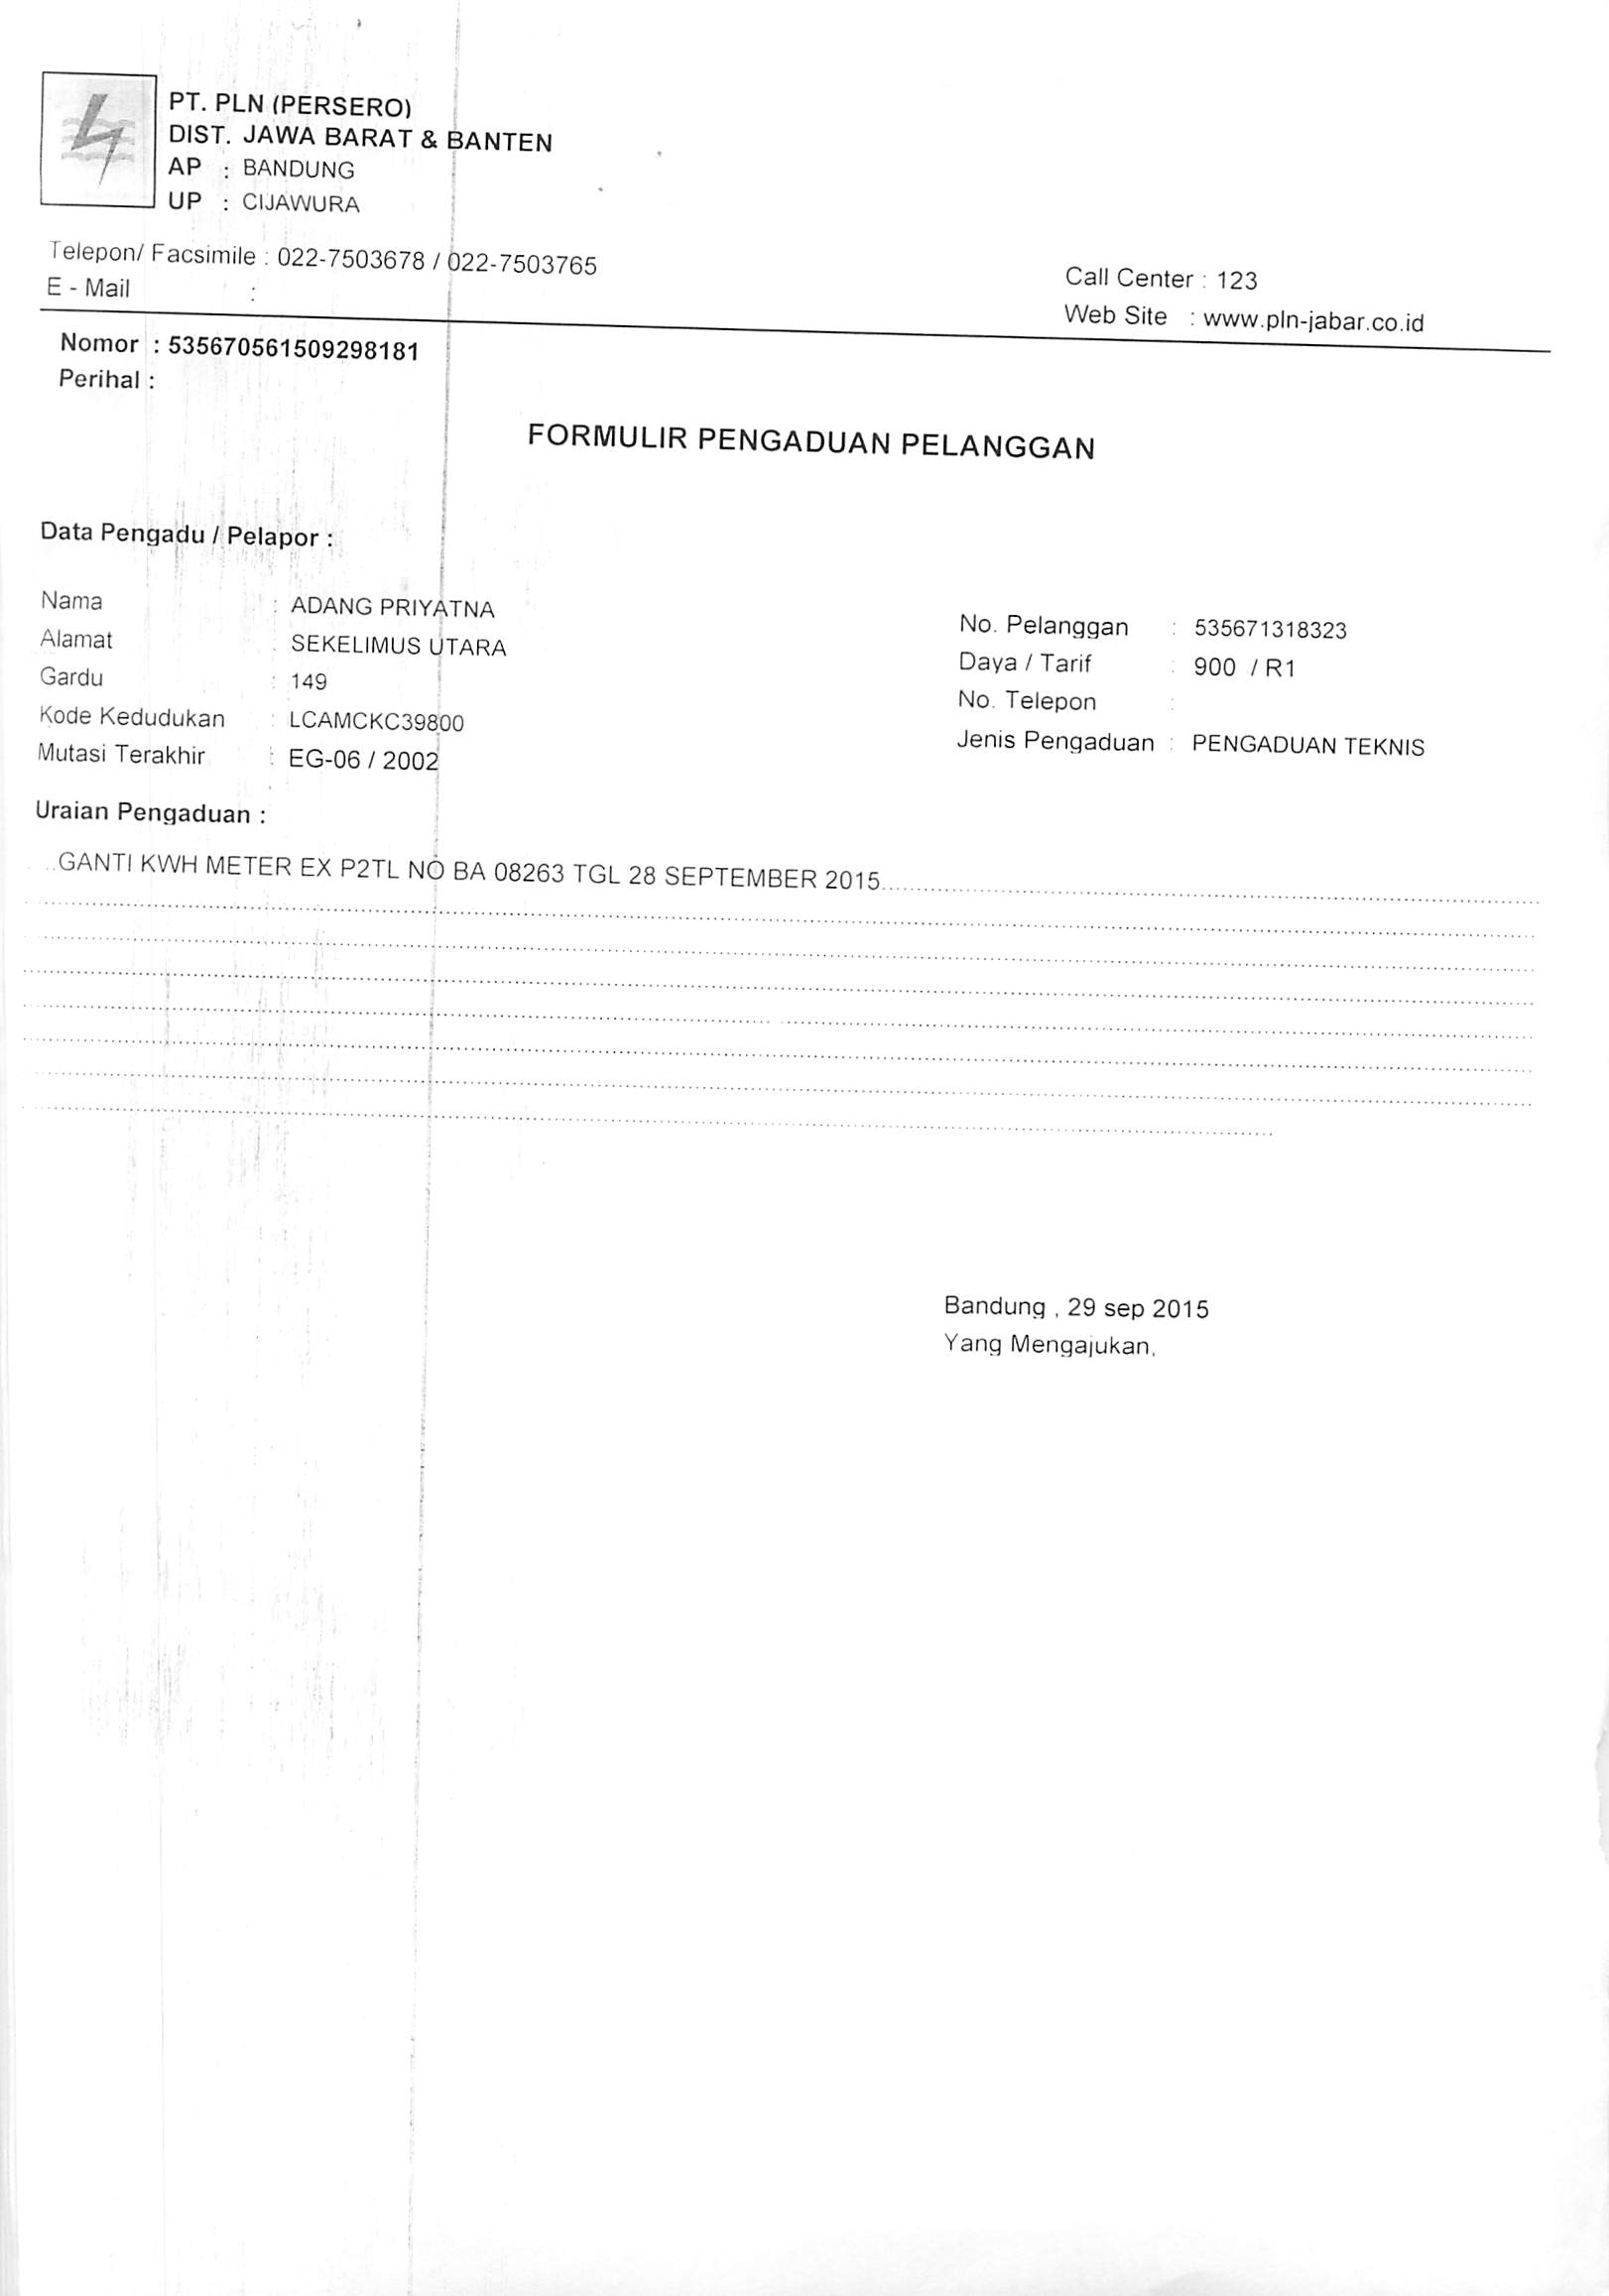 PT. PLN (PERSERO)
DIST. JAWA BARAT & BANTEN
AP : BANDUNG
UP : CIJAWURA
Telepon/ Facsimile : 022-7503678 / 022-7503765
E - Mail :
Call Center : 123
Web Site : www.pln-jabar.co.id
Nomor : 535670561509298181
Perihal :
FORMULIR PENGADUAN PELANGGAN
Data Pengadu / Pelapor :
Nama : ADANG PRIYATNA
Alamat : SEKELIMUS UTARA
Gardu : 149
Kode Kedudukan : LCAMCKC39800
Mutasi Terakhir : EG-06 / 2002
No. Pelanggan : 535671318323
Daya / Tarif : 900 / R1
No. Telepon :
Jenis Pengaduan : PENGADUAN TEKNIS
Uraian Pengaduan :
GANTI KWH METER EX P2TL NO BA 08263 TGL 28 SEPTEMBER 2015
Bandung , 29 sep 2015
Yang Mengajukan,